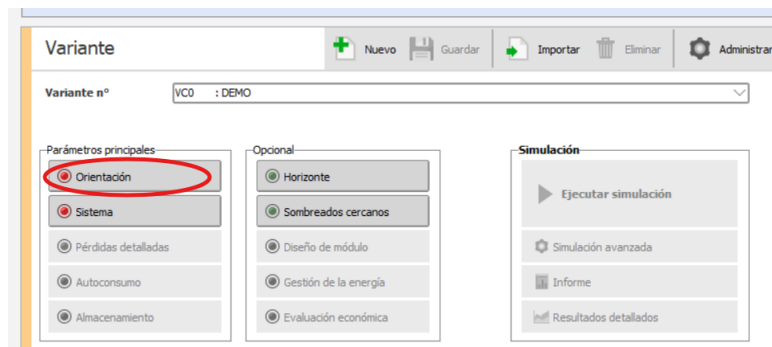 Variante
Nuevo Guardar Importar Eliminar Administrar
Variante nº VC0 : DEMO
Parámetros principales
Orientación
Sistema
Pérdidas detalladas
Autoconsumo
Almacenamiento
Opcional
Horizonte
Sombreados cercanos
Diseño de módulo
Gestión de la energía
Evaluación económica
Simulación
Ejecutar simulación
Simulación avanzada
Informe
Resultados detallados